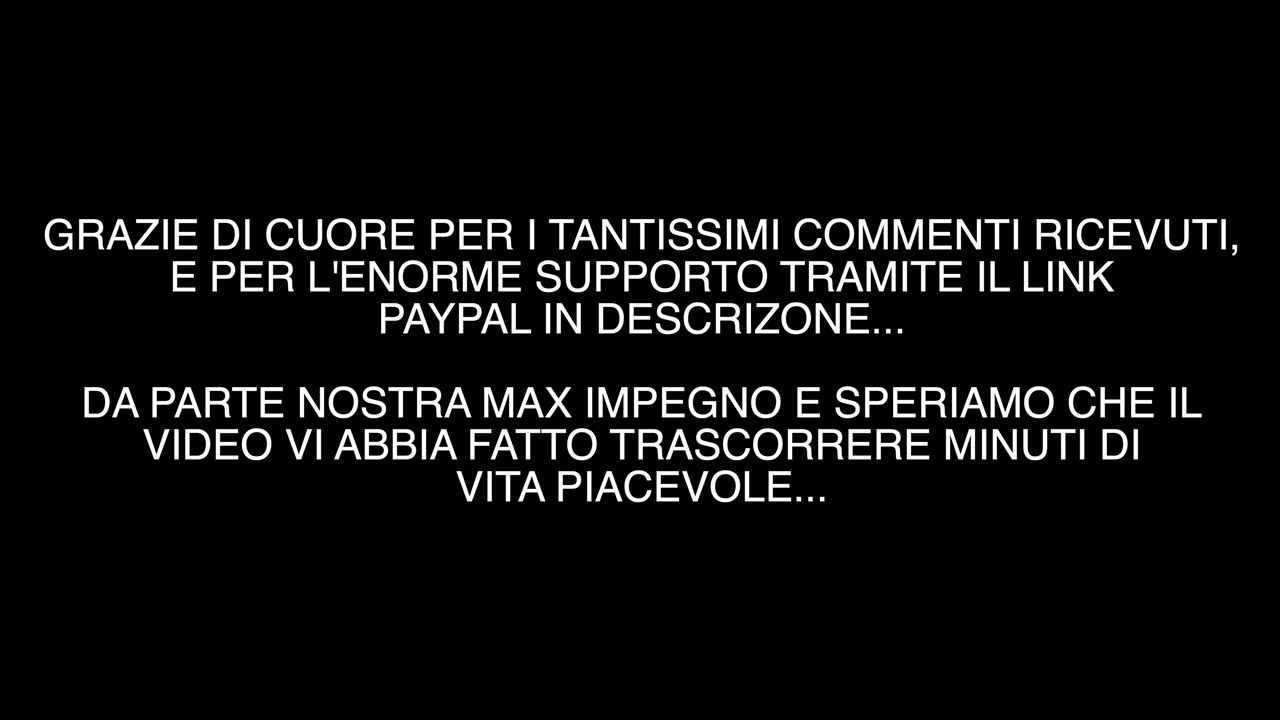 GRAZIE DI CUORE PER I TANTISSIMI COMMENTI RICEVUTI,
E PER L'ENORME SUPPORTO TRAMITE IL LINK
PAYPAL IN DESCRIZONE...
DA PARTE NOSTRA MAX IMPEGNO E SPERIAMO CHE IL
VIDEO VI ABBIA FATTO TRASCORRERE MINUTI DI
VITA PIACEVOLE...